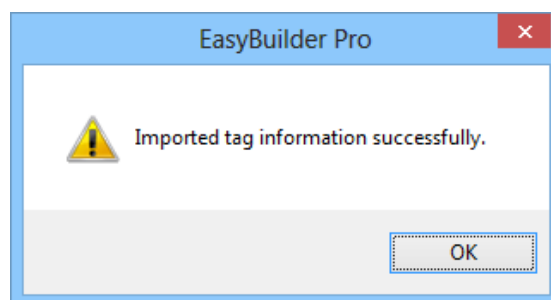 EasyBuilder Pro
Imported tag information successfully.
OK